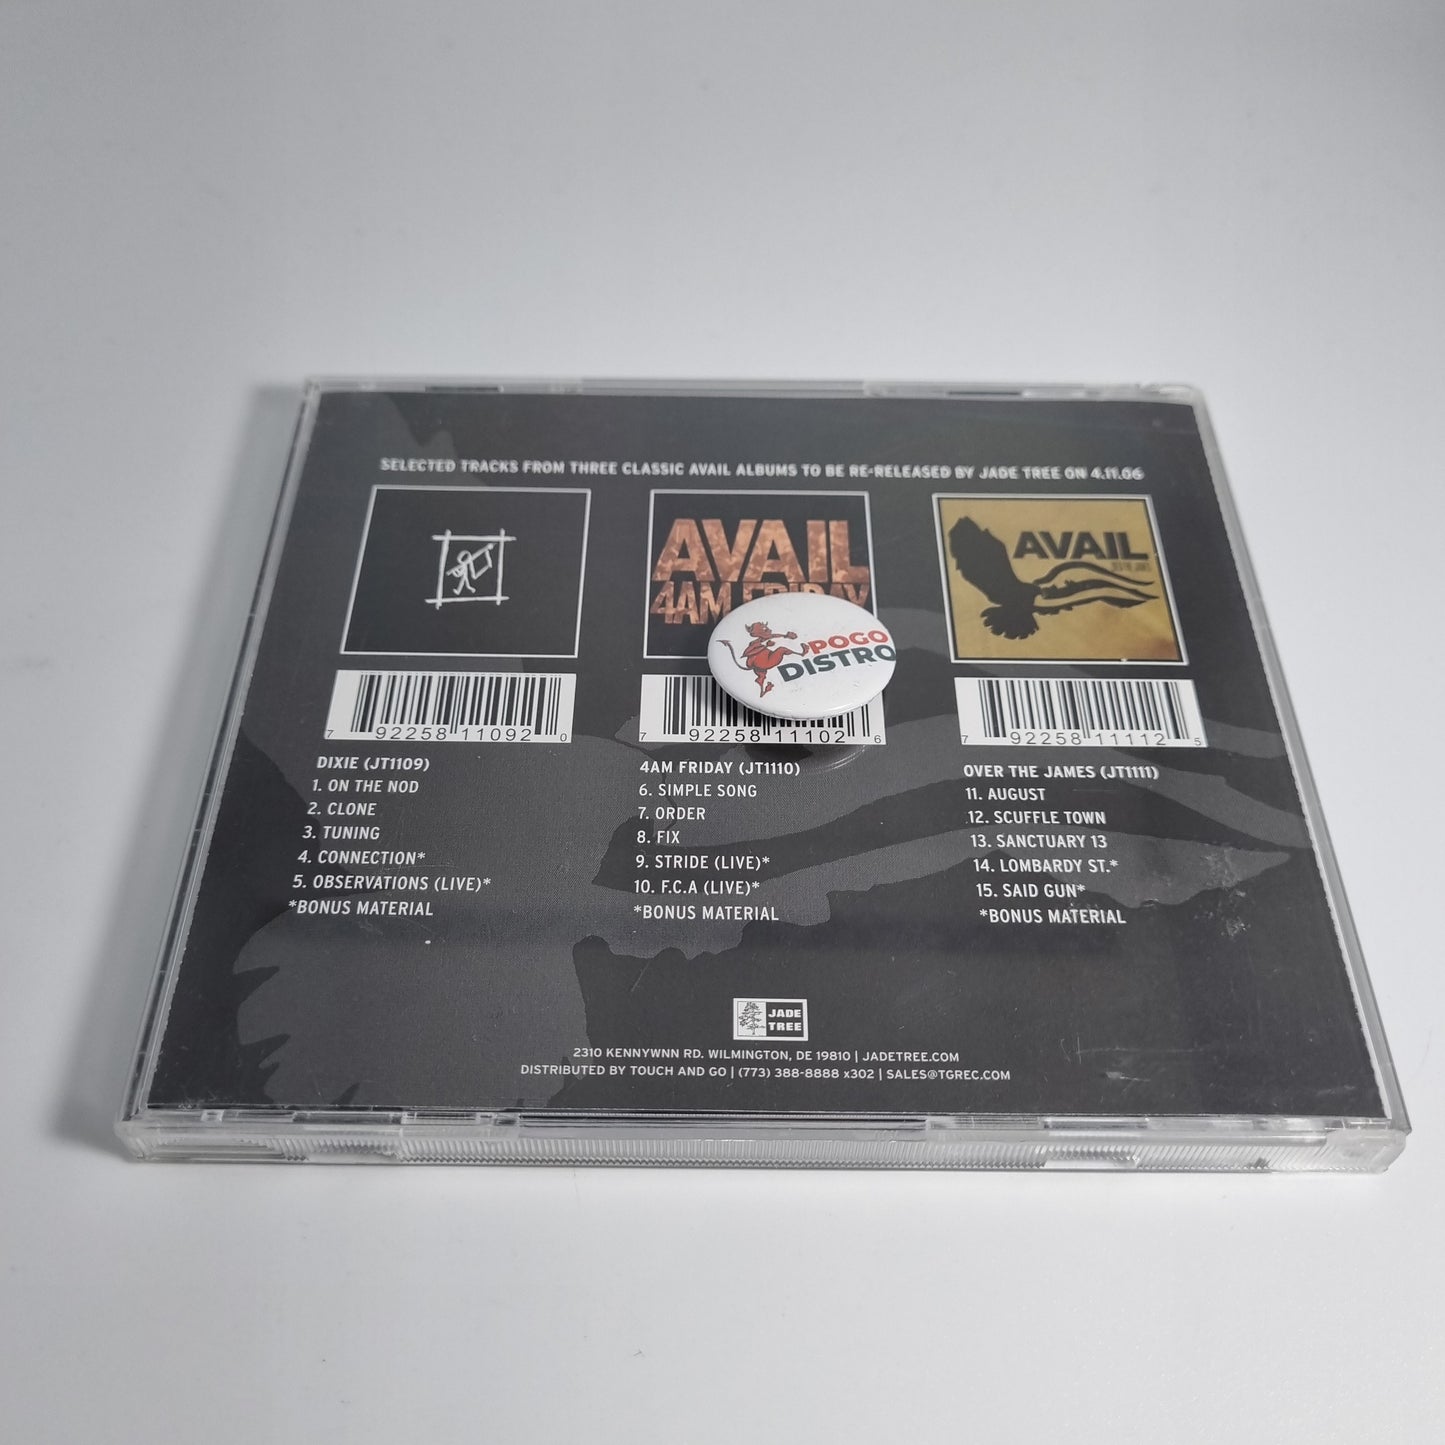 SELECTED TRACKS FROM THREE CLASSIC AVAIL ALBUMS TO BE RE-RELEASED BY JADE TREE ON 4.11.06
AVAIL
4AM FRIDAY
AVAIL
OVER THE JAMES
POGO
DISTRO
7 92258 11092 0
7 92258 11102 6
7 92258 11112 5
DIXIE (JT1109)
1. ON THE NOD
2. CLONE
3. TUNING
4. CONNECTION*
5. OBSERVATIONS (LIVE)*
*BONUS MATERIAL
4AM FRIDAY (JT1110)
6. SIMPLE SONG
7. ORDER
8. FIX
9. STRIDE (LIVE)*
10. F.C.A (LIVE)*
*BONUS MATERIAL
OVER THE JAMES (JT1111)
11. AUGUST
12. SCUFFLE TOWN
13. SANCTUARY 13
14. LOMBARDY ST.*
15. SAID GUN*
*BONUS MATERIAL
JADE
TREE
2310 KENNYWNN RD. WILMINGTON, DE 19810 | JADETREE.COM
DISTRIBUTED BY TOUCH AND GO | (773) 388-8888 x302 | SALES@TGREC.COM